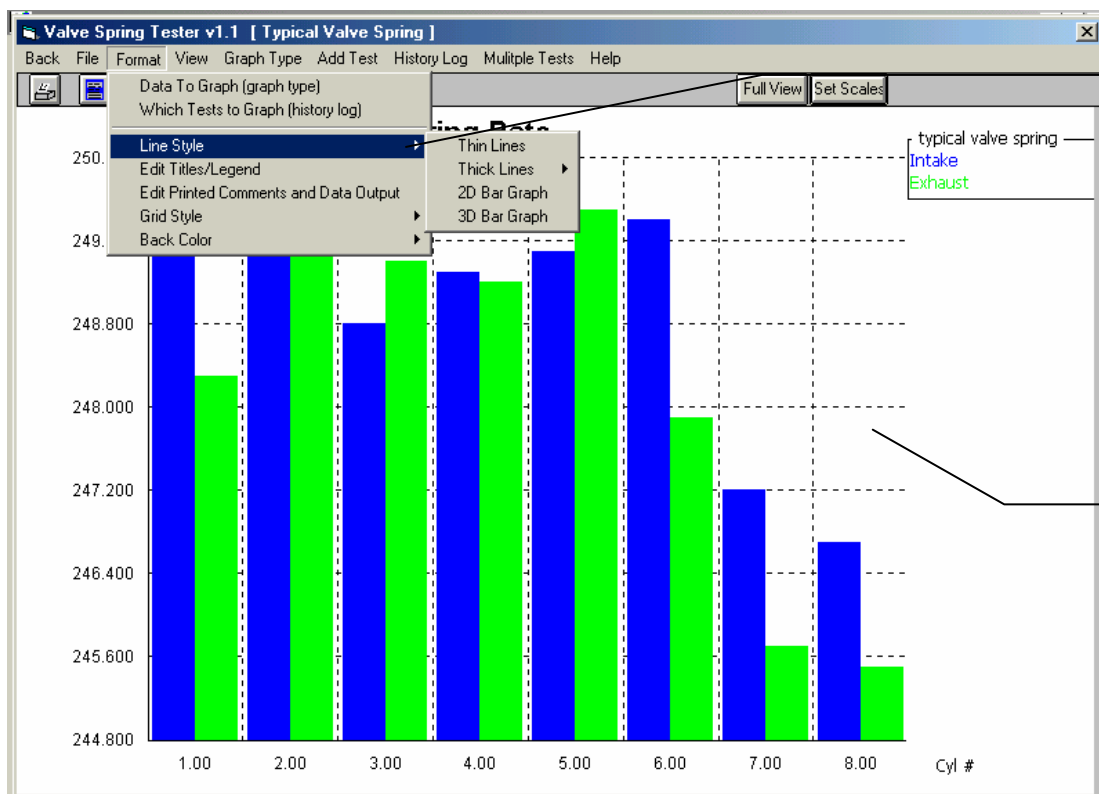 Valve Spring Tester v1.1 [ Typical Valve Spring ]
Back File Format View Graph Type Add Test History Log Mulitple Tests Help
Full View Set Scales
Data To Graph (graph type)
Which Tests to Graph (history log)
Line Style
Edit Titles/Legend
Edit Printed Comments and Data Output
Grid Style
Back Color
Thin Lines
Thick Lines
2D Bar Graph
3D Bar Graph
typical valve spring
Intake
Exhaust
250.
249.
248.800
248.000
247.200
246.400
245.600
244.800
1.00 2.00 3.00 4.00 5.00 6.00 7.00 8.00 Cyl #